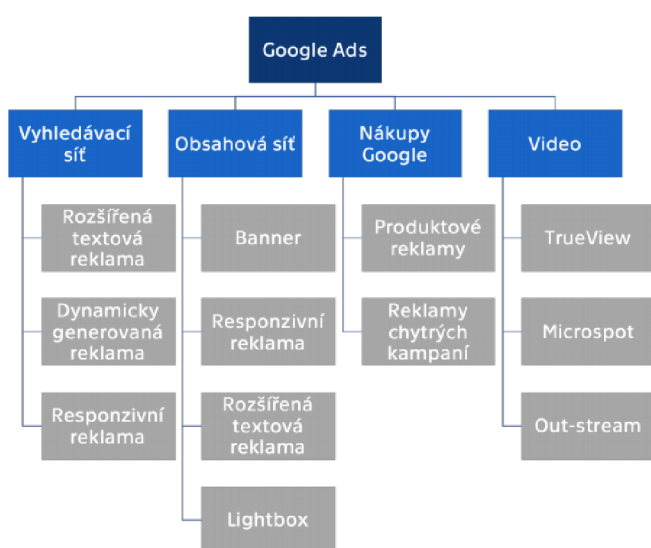 Google Ads
Vyhledávací
síť
Obsahová síť
Nákupy
Google
Video
Rozšířená
textová
reklama
Dynamicky
generovaná
reklama
Responzivní
reklama
Banner
Responzivní
reklama
Rozšířená
textová
reklama
Lightbox
Produktové
reklamy
Reklamy
chytrých
kampaní
TrueView
Microspot
Out-stream